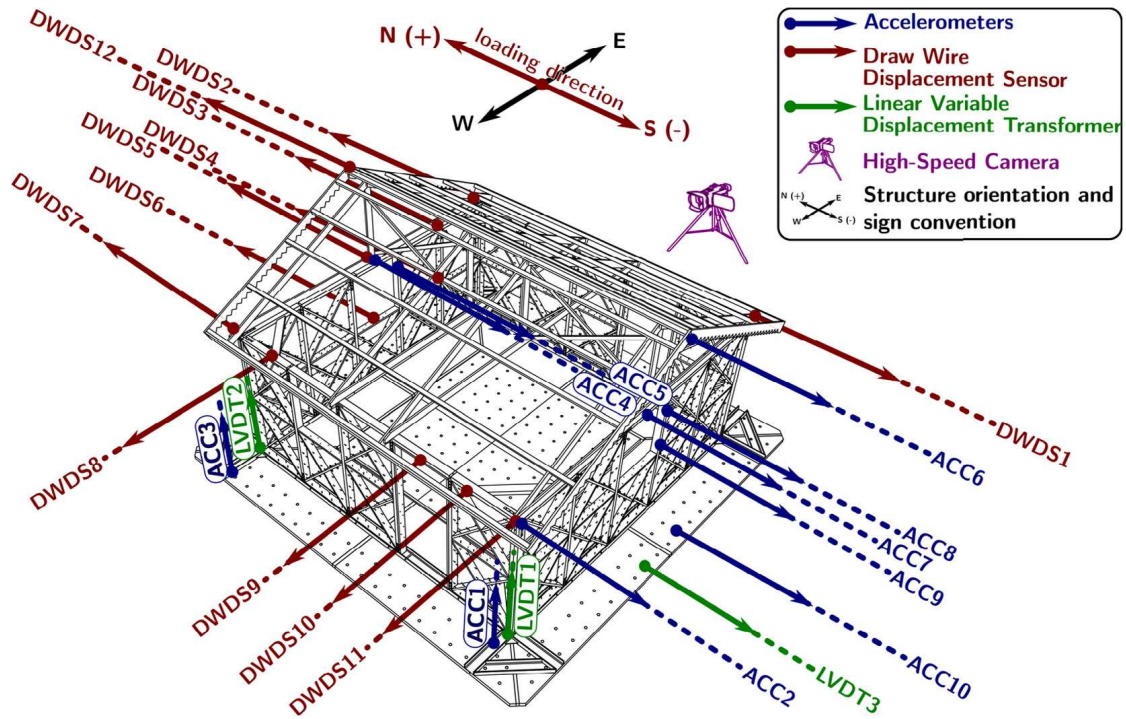 DWDS12
DWDS2
DWDS3
DWDS4
DWDS5
DWDS6
DWDS7
N (+)
loading direction
E
W
S (-)
Accelerometers
Draw Wire
Displacement Sensor
Linear Variable
Displacement Transformer
High-Speed Camera
N (+)
E
W
S (-)
Structure orientation and
sign convention
ACC5
ACC4
LVDT2
ACC3
DWDS1
ACC6
DWDS8
ACC8
ACC7
ACC9
DWDS9
DWDS10
DWDS11
ACC1
LVDT1
ACC10
LVDT3
ACC2